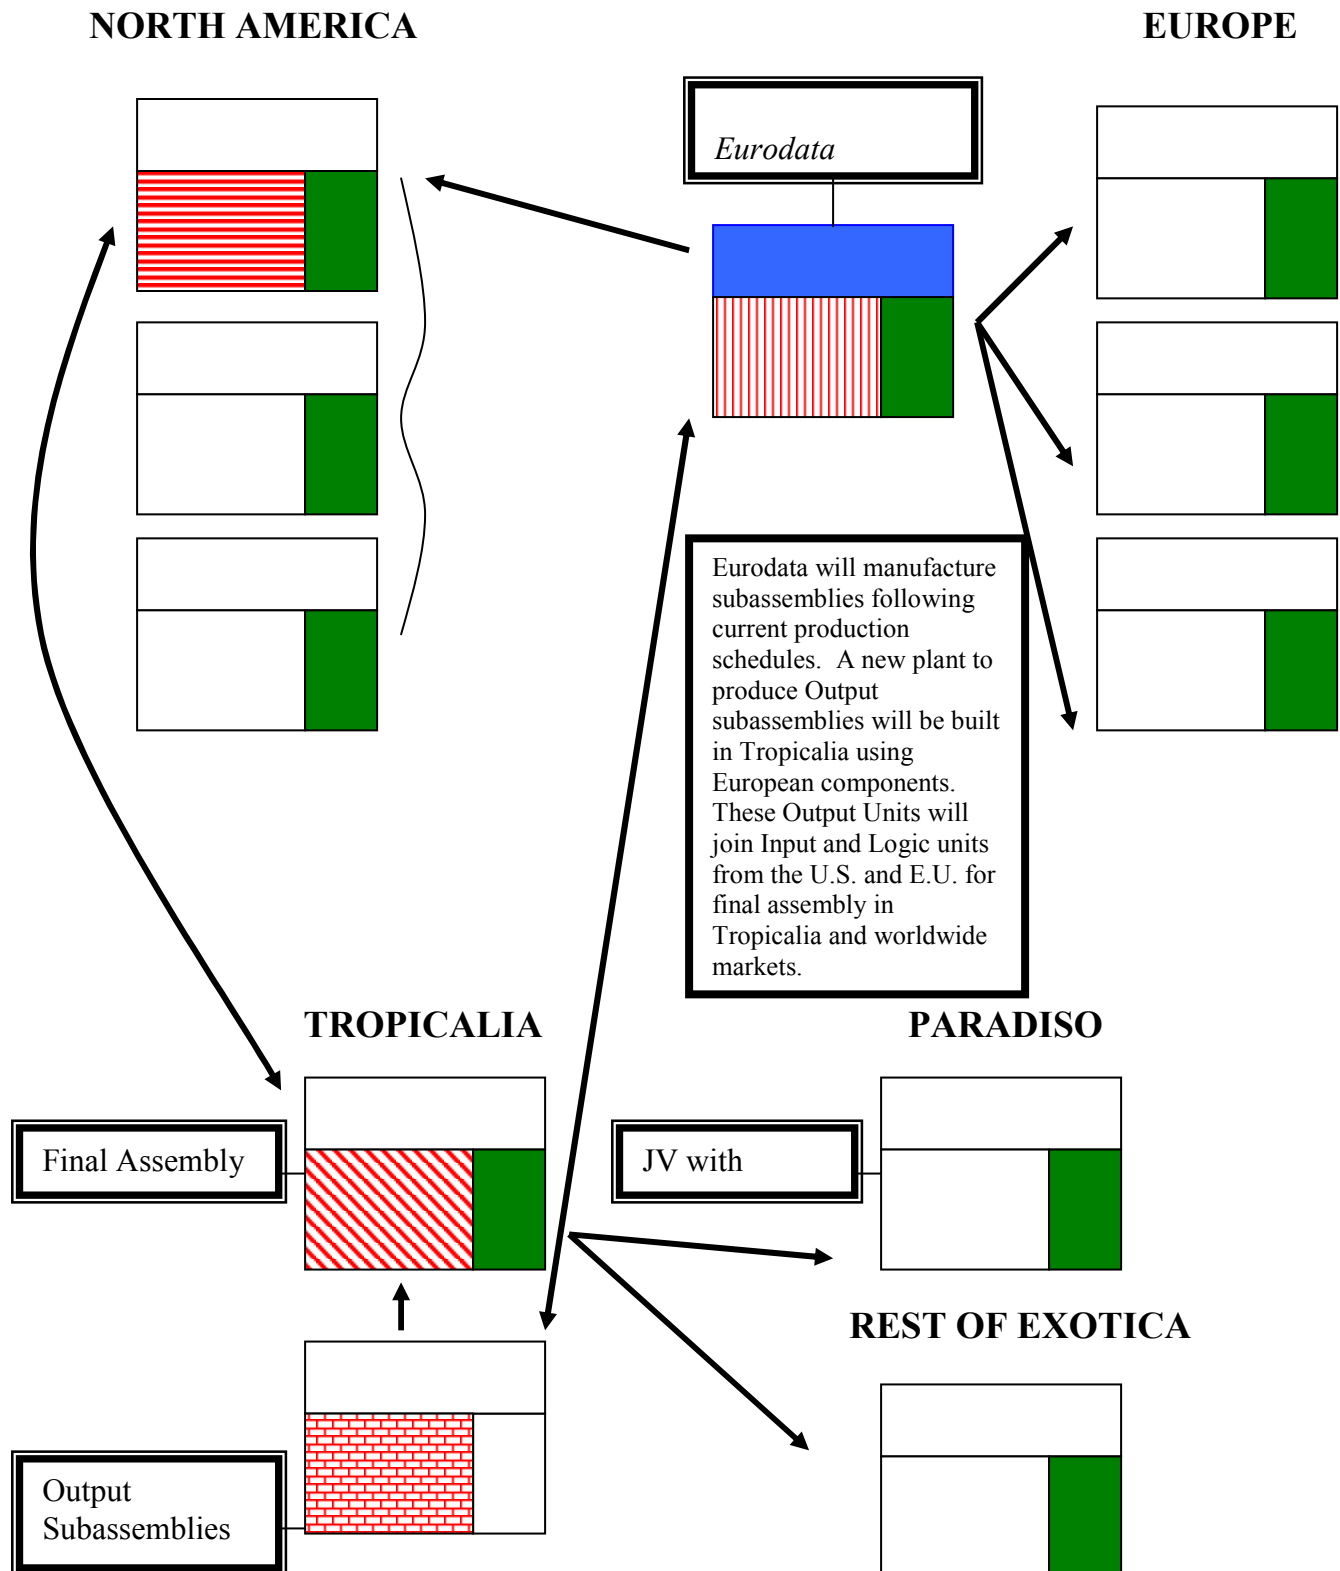 NORTH AMERICA
EUROPE
Eurodata
Eurodata will manufacture
subassemblies following
current production
schedules. A new plant to
produce Output
subassemblies will be built
in Tropicalia using
European components.
These Output Units will
join Input and Logic units
from the U.S. and E.U. for
final assembly in
Tropicalia and worldwide
markets.
TROPICALIA
PARADISO
Final Assembly
JV with
REST OF EXOTICA
Output
Subassemblies